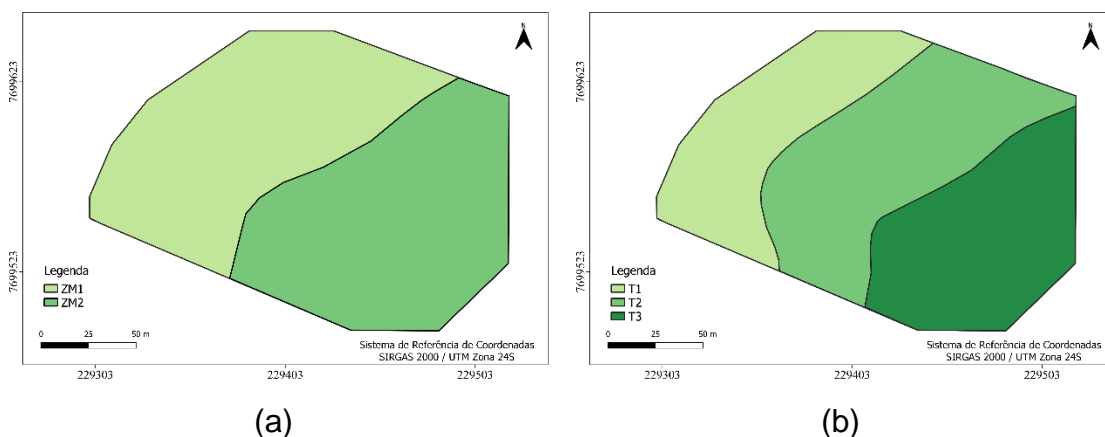 N
7699623
7699523
Legenda
ZM1
ZM2
0 25 50 m
Sistema de Referência de Coordenadas
SIRGAS 2000 / UTM Zona 24S
229303 229403 229503
(a)
N
7699623
7699523
Legenda
T1
T2
T3
0 25 50 m
Sistema de Referência de Coordenadas
SIRGAS 2000 / UTM Zona 24S
229303 229403 229503
(b)